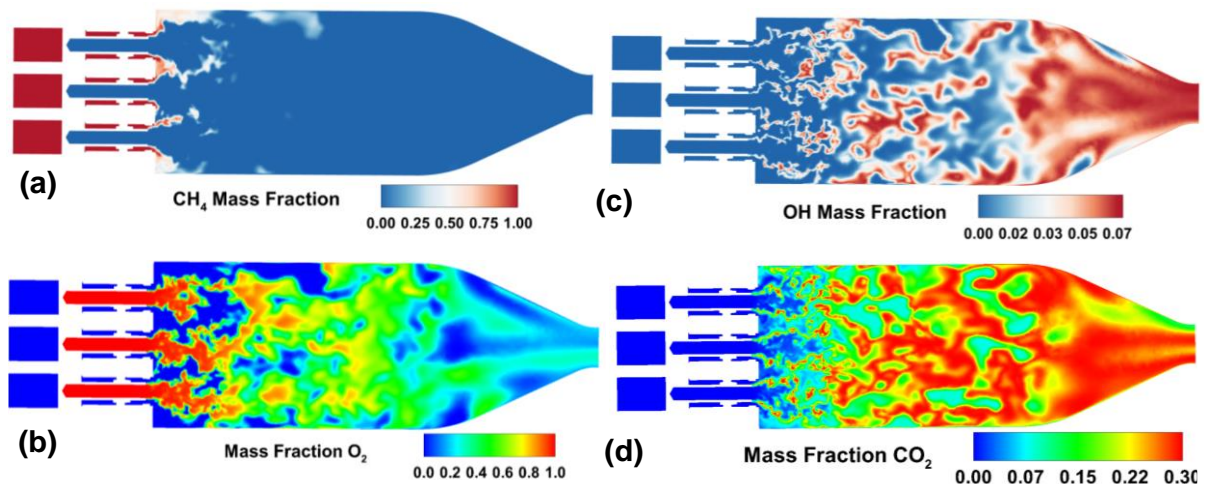 (a)
CH₄ Mass Fraction
0.00 0.25 0.50 0.75 1.00
(c)
OH Mass Fraction
0.00 0.02 0.03 0.05 0.07
(b)
Mass Fraction O₂
0.0 0.2 0.4 0.6 0.8 1.0
(d)
Mass Fraction CO₂
0.00 0.07 0.15 0.22 0.30